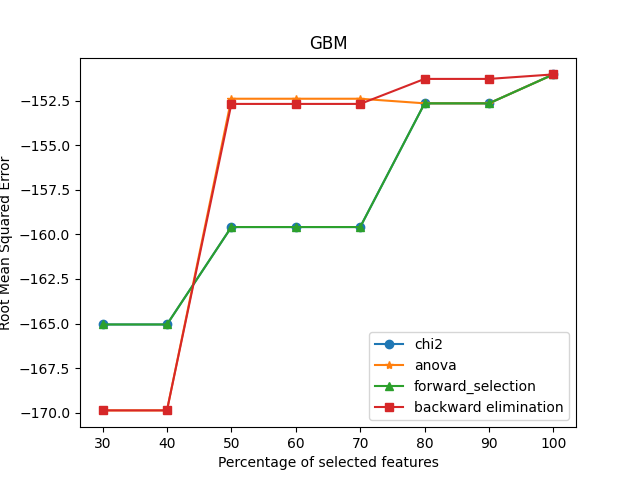 GBM
Root Mean Squared Error
−152.5
−155.0
−157.5
−160.0
−162.5
−165.0
−167.5
−170.0
chi2
anova
forward_selection
backward elimination
30 40 50 60 70 80 90 100
Percentage of selected features